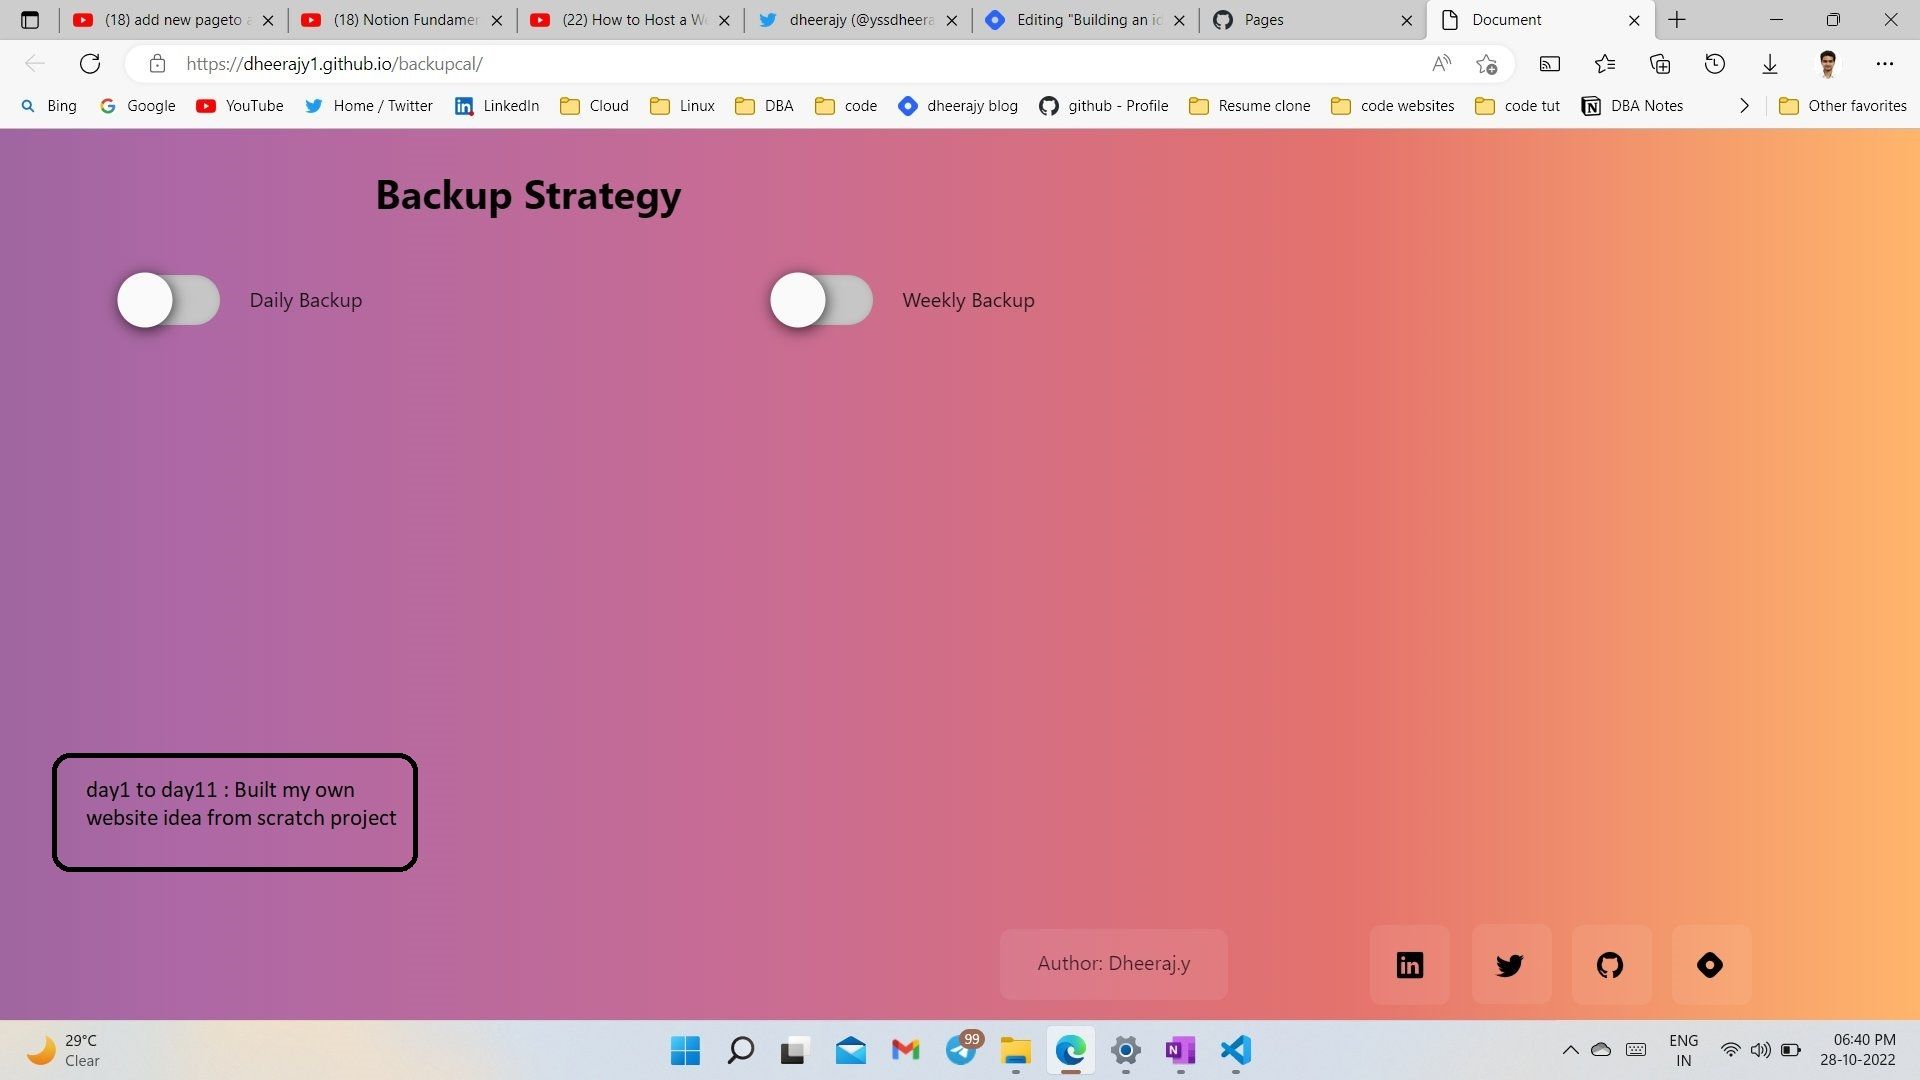 (18) add new pageto a
(18) Notion Fundamen
(22) How to Host a We
dheerajy (@yssdheera
Editing "Building an id
Pages
Document
https://dheerajy1.github.io/backupcal/
Bing
Google
YouTube
Home / Twitter
LinkedIn
Cloud
Linux
DBA
code
dheerajy blog
github - Profile
Resume clone
code websites
code tut
DBA Notes
Other favorites
Backup Strategy
Daily Backup
Weekly Backup
day1 to day11 : Built my own
website idea from scratch project
Author: Dheeraj.y
29°C
Clear
99
ENG
IN
06:40 PM
28-10-2022